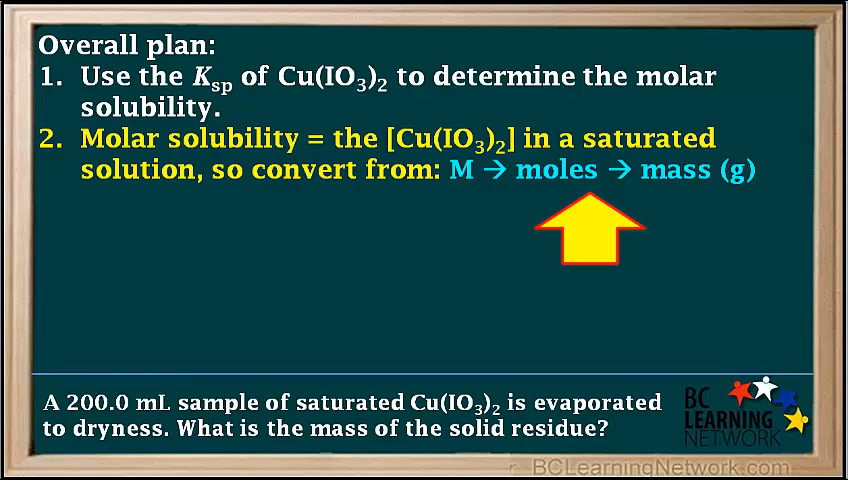 Overall plan:
1. Use the Ksp of Cu(IO₃)₂ to determine the molar
solubility.
2. Molar solubility = the [Cu(IO₃)₂] in a saturated
solution, so convert from: M → moles → mass (g)
A 200.0 mL sample of saturated Cu(IO₃)₂ is evaporated
to dryness. What is the mass of the solid residue?
BC
LEARNING
NETWORK
BCLearningNetwork.com